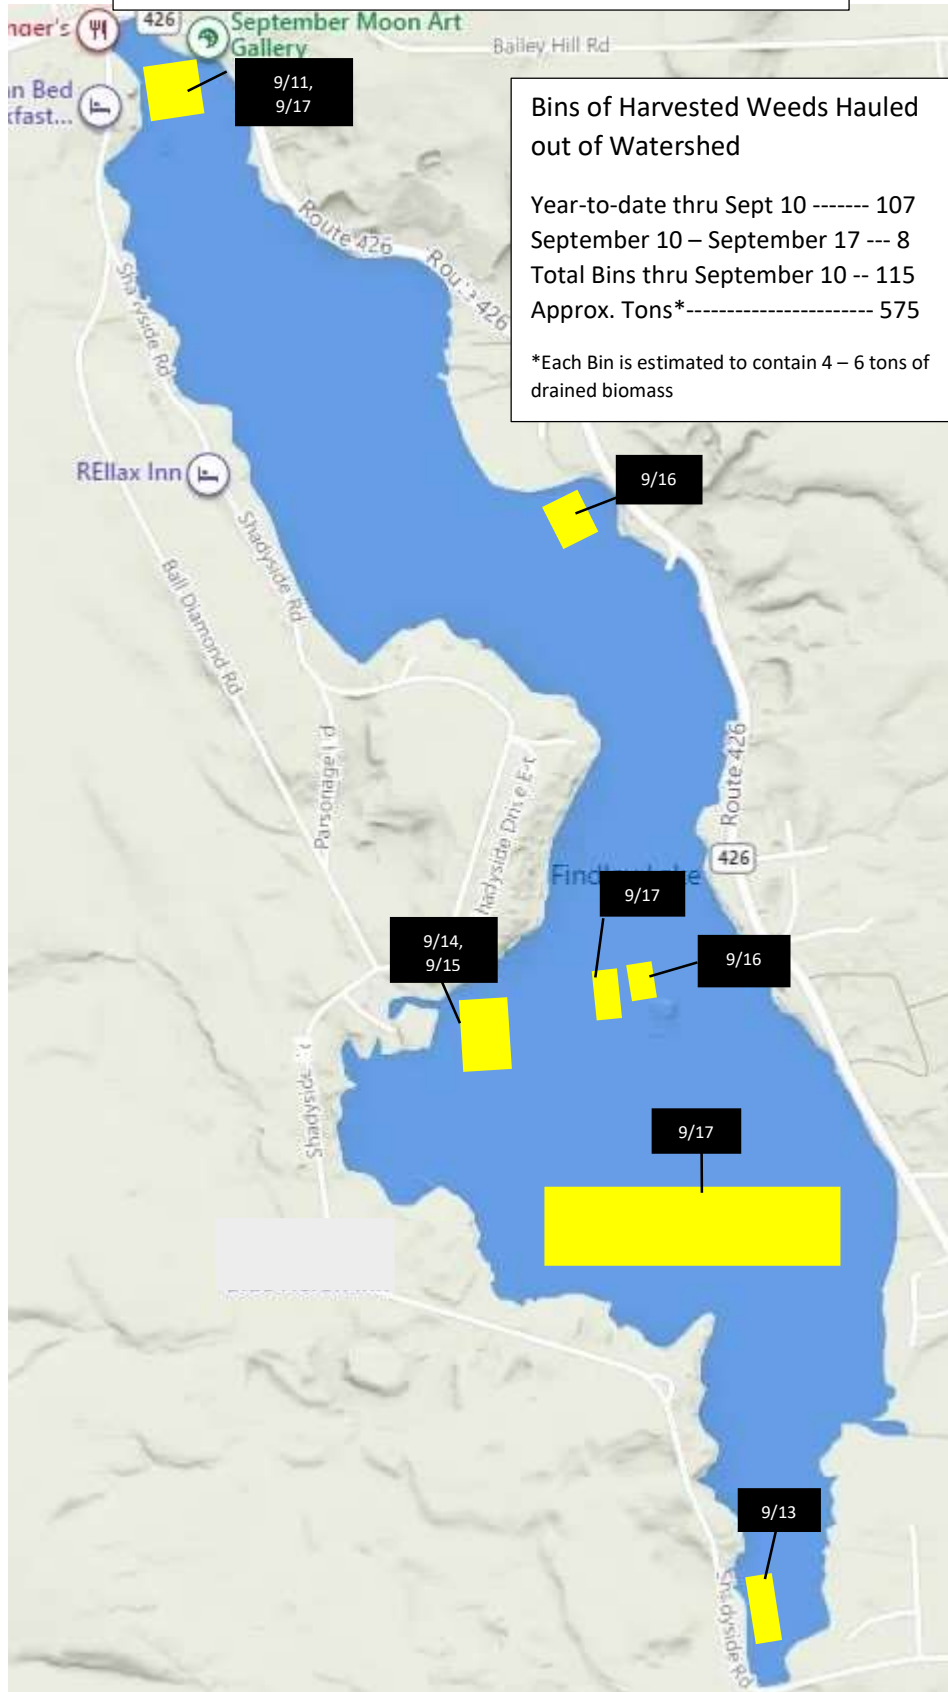 nger's
426
September Moon Art
Gallery
Bailey Hill Rd
n Bed
fast...
9/11,
9/17
Bins of Harvested Weeds Hauled
out of Watershed
Year-to-date thru Sept 10 ------- 107
September 10 – September 17 --- 8
Total Bins thru September 10 -- 115
Approx. Tons*----------------------- 575
*Each Bin is estimated to contain 4 – 6 tons of
drained biomass
Route 426
426
Shadyside Rd
REllax Inn
9/16
Shadyside Rd
Ball Diamond Rd
Route 426
426
9/17
9/14,
9/15
9/16
Shadyside
9/17
9/13
Shadyside Rd